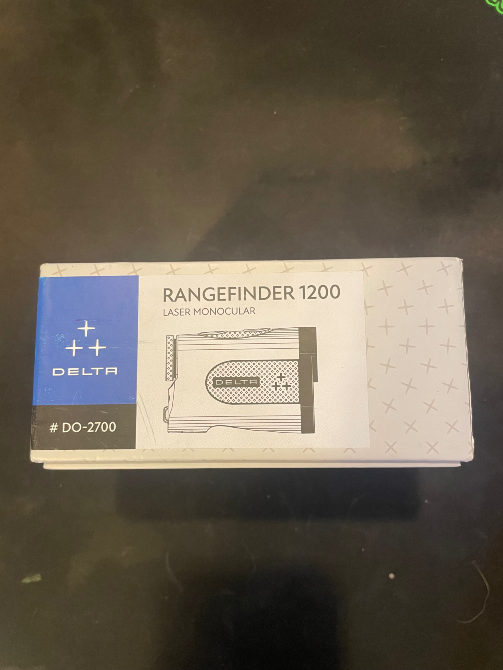 RANGEFINDER 1200
LASER MONOCULAR
DELTA
DELTA
# DO-2700